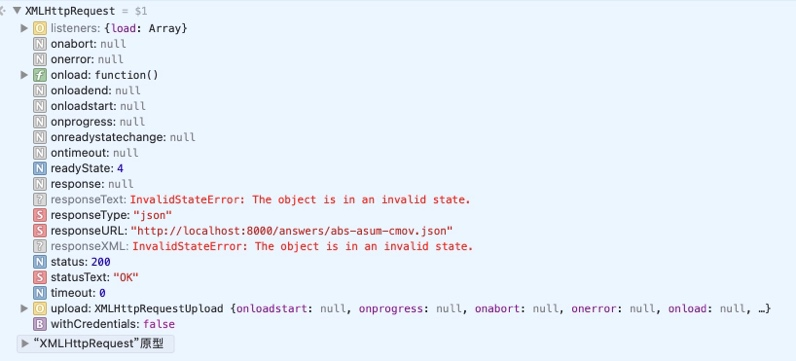 XMLHttpRequest = $1
listeners: {load: Array}
onabort: null
onerror: null
onload: function()
onloadend: null
onloadstart: null
onprogress: null
onreadystatechange: null
ontimeout: null
readyState: 4
response: null
responseText: InvalidStateError: The object is in an invalid state.
responseType: "json"
responseURL: "http://localhost:8000/answers/abs-asum-cmov.json"
responseXML: InvalidStateError: The object is in an invalid state.
status: 200
statusText: "OK"
timeout: 0
upload: XMLHttpRequestUpload {onloadstart: null, onprogress: null, onabort: null, onerror: null, onload: null, …}
withCredentials: false
“XMLHttpRequest”原型